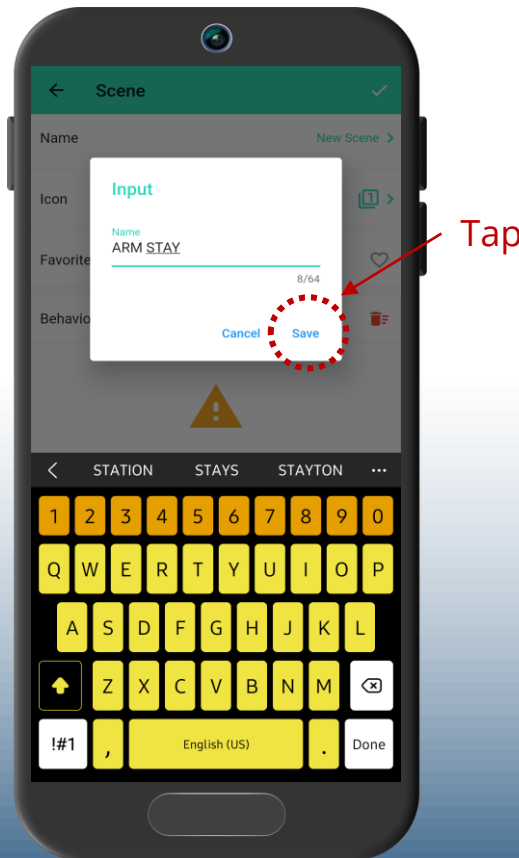 Scene
Name New Scene
Icon 1
Favorite
Behavio
Input
Name
ARM STAY
8/64
Cancel Save
Tap
STATION STAYS STAYTON ...
1 2 3 4 5 6 7 8 9 0
Q W E R T Y U I O P
A S D F G H J K L
Z X C V B N M
!#1 , English (US) . Done